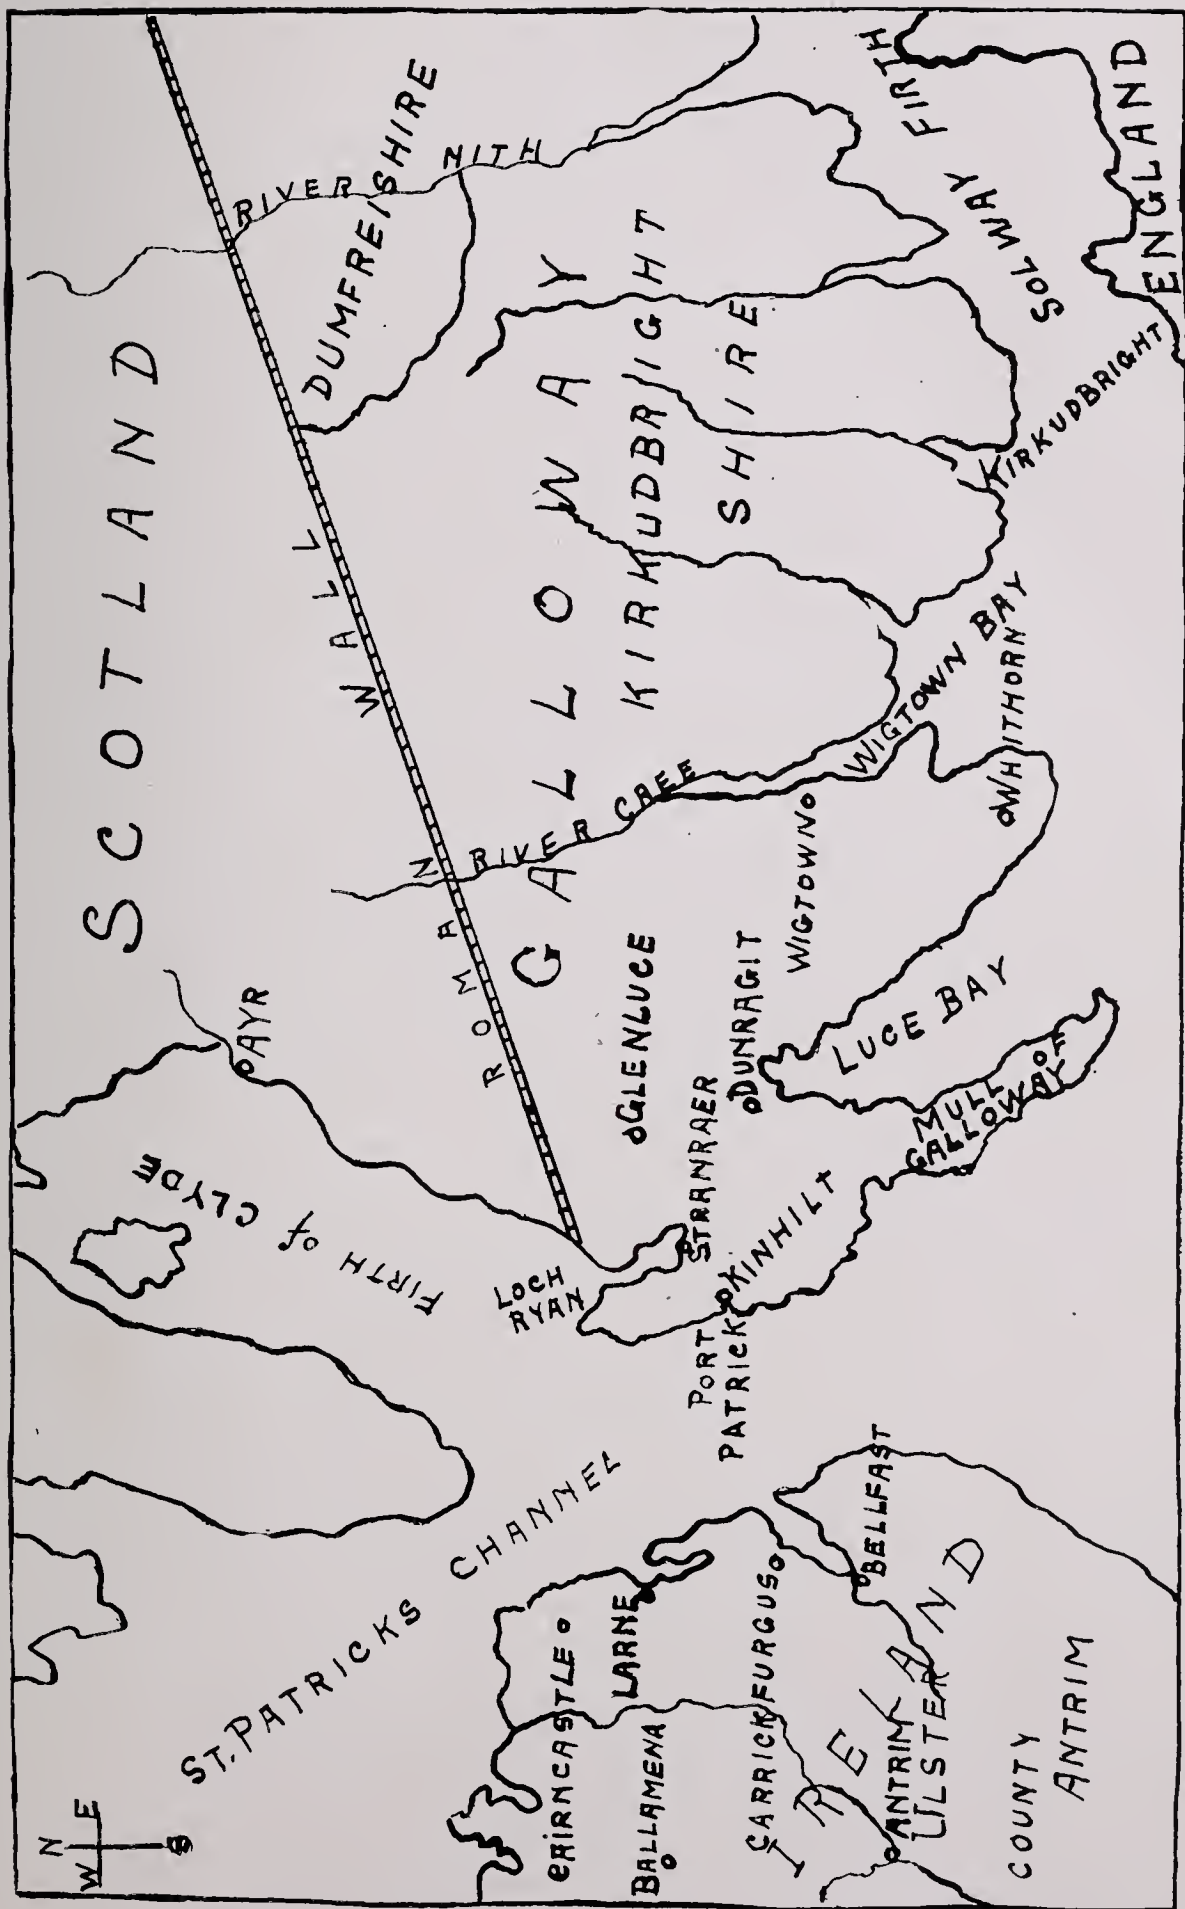 N
W E
S
SCOTLAND
ROMAN WALL
RIVER NITH
DUMFREISHIRE
AYR
FIRTH of CLYDE
LOCH
RYAN
ST. PATRICKS CHANNEL
GALLOWAY
KIRKUDBRIGHT
SHIRE
RIVER CREE
GLENLUCE
STRANRAER
DUNRAGIT
WIGTOWN
WIGTOWN BAY
WHITHORN
KIRKUDBRIGHT
SOLWAY FIRTH
ENGLAND
LUCE BAY
MULL OF
GALLOWAY
KINHILT
PORT
PATRICK
CAIRNCASTLE
LARNE
BALLAMENA
CARRICKFURGUS
BELLFAST
IRELAND
ANTRIM
ULSTER
COUNTY
ANTRIM